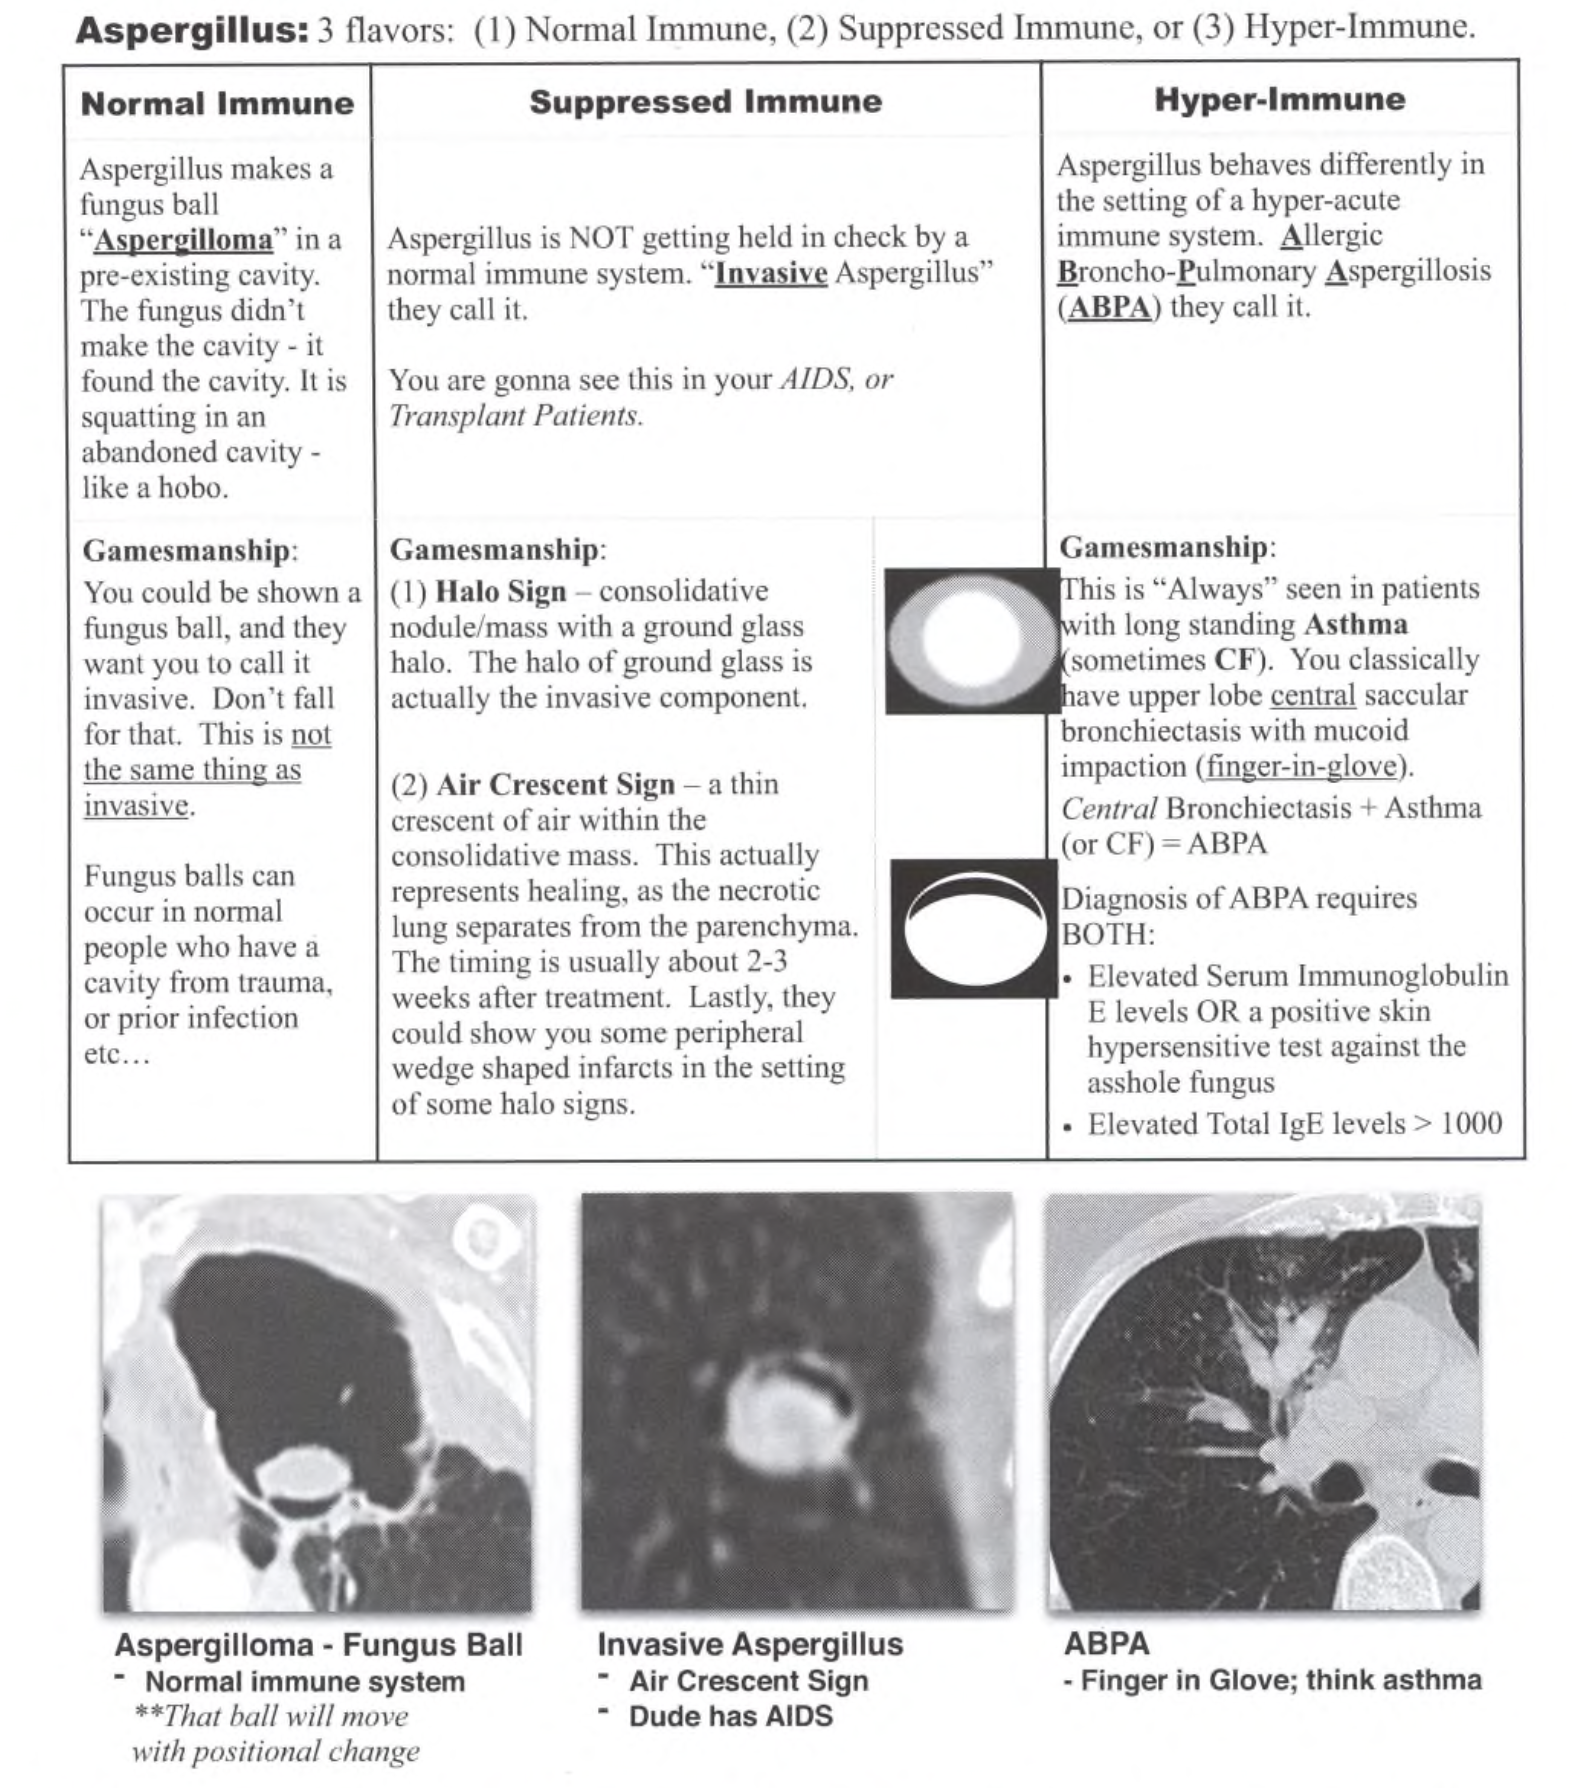 Aspergillus: 3 flavors: (1) Normal Immune, (2) Suppressed Immune, or (3) Hyper-Immune.
Normal Immune
Aspergillus makes a
fungus ball
“Aspergilloma” in a
pre-existing cavity.
The fungus didn’t
make the cavity - it
found the cavity. It is
squatting in an
abandoned cavity -
like a hobo.
Gamesmanship:
You could be shown a
fungus ball, and they
want you to call it
invasive. Don’t fall
for that. This is not
the same thing as
invasive.
Fungus balls can
occur in normal
people who have a
cavity from trauma,
or prior infection
etc…
Suppressed Immune
Aspergillus is NOT getting held in check by a
normal immune system. “Invasive Aspergillus”
they call it.
You are gonna see this in your AIDS, or
Transplant Patients.
Gamesmanship:
(1) Halo Sign – consolidative
nodule/mass with a ground glass
halo. The halo of ground glass is
actually the invasive component.
(2) Air Crescent Sign – a thin
crescent of air within the
consolidative mass. This actually
represents healing, as the necrotic
lung separates from the parenchyma.
The timing is usually about 2-3
weeks after treatment. Lastly, they
could show you some peripheral
wedge shaped infarcts in the setting
of some halo signs.
Hyper-Immune
Aspergillus behaves differently in
the setting of a hyper-acute
immune system. Allergic
Broncho-Pulmonary Aspergillosis
(ABPA) they call it.
Gamesmanship:
This is “Always” seen in patients
with long standing Asthma
(sometimes CF). You classically
have upper lobe central saccular
bronchiectasis with mucoid
impaction (finger-in-glove).
Central Bronchiectasis + Asthma
(or CF) = ABPA
Diagnosis of ABPA requires
BOTH:
• Elevated Serum Immunoglobulin
E levels OR a positive skin
hypersensitive test against the
asshole fungus
• Elevated Total IgE levels > 1000
Aspergilloma - Fungus Ball
- Normal immune system
**That ball will move
with positional change
Invasive Aspergillus
- Air Crescent Sign
- Dude has AIDS
ABPA
- Finger in Glove; think asthma